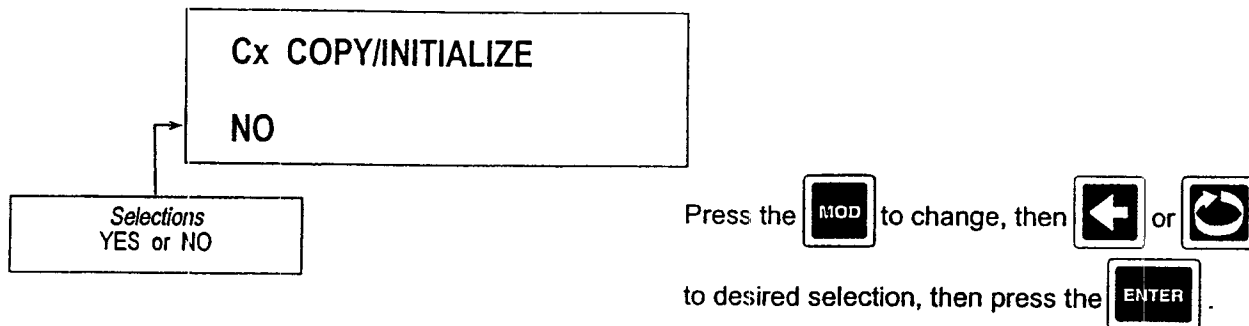 Cx COPY/INITIALIZE
NO
Selections
YES or NO
Press the MOD to change, then or
to desired selection, then press the ENTER .